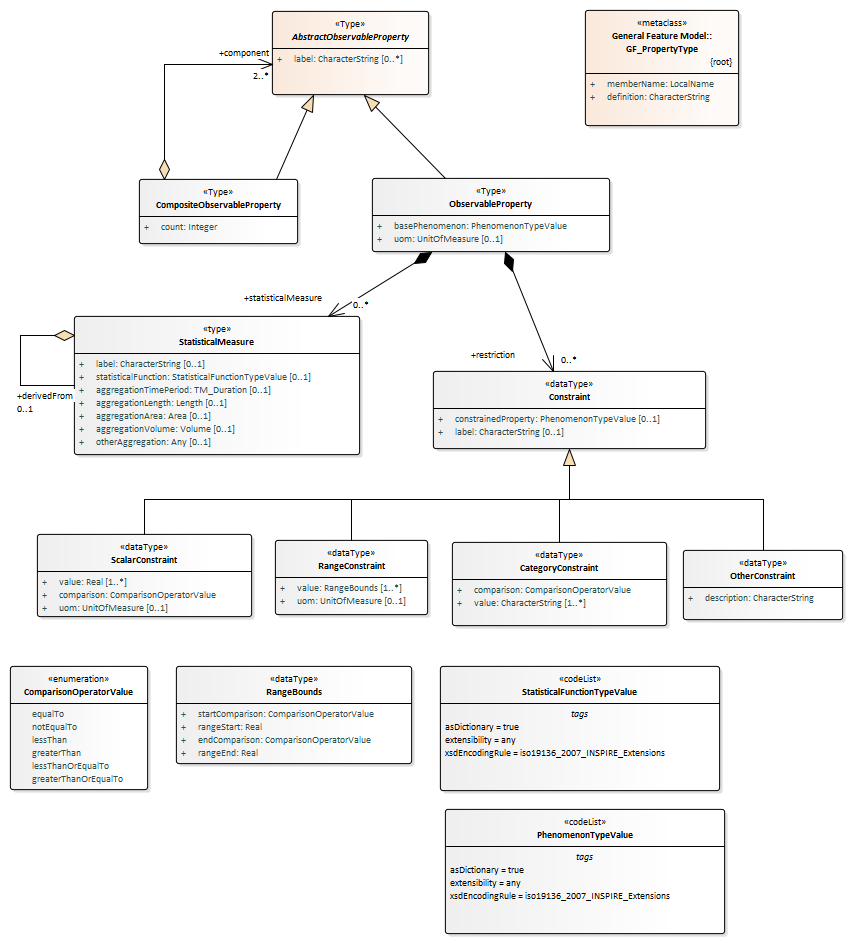 «Type»
AbstractObservableProperty
+ label: CharacterString [0..*]
«metaclass»
General Feature Model::
GF_PropertyType
{root}
+ memberName: LocalName
+ definition: CharacterString
+component
2..*
«Type»
CompositeObservableProperty
+ count: Integer
«Type»
ObservableProperty
+ basePhenomenon: PhenomenonTypeValue
+ uom: UnitOfMeasure [0..1]
+statisticalMeasure
0..*
«type»
StatisticalMeasure
+ label: CharacterString [0..1]
+ statisticalFunction: StatisticalFunctionTypeValue [0..1]
+ aggregationTimePeriod: TM_Duration [0..1]
+ aggregationLength: Length [0..1]
+ aggregationArea: Area [0..1]
+ aggregationVolume: Volume [0..1]
+ otherAggregation: Any [0..1]
+derivedFrom
0..1
+restriction
0..*
«dataType»
Constraint
+ constrainedProperty: PhenomenonTypeValue [0..1]
+ label: CharacterString [0..1]
«dataType»
ScalarConstraint
+ value: Real [1..*]
+ comparison: ComparisonOperatorValue
+ uom: UnitOfMeasure [0..1]
«dataType»
RangeConstraint
+ value: RangeBounds [1..*]
+ uom: UnitOfMeasure [0..1]
«dataType»
CategoryConstraint
+ comparison: ComparisonOperatorValue
+ value: CharacterString [1..*]
«dataType»
OtherConstraint
+ description: CharacterString
«enumeration»
ComparisonOperatorValue
equalTo
notEqualTo
lessThan
greaterThan
lessThanOrEqualTo
greaterThanOrEqualTo
«dataType»
RangeBounds
+ startComparison: ComparisonOperatorValue
+ rangeStart: Real
+ endComparison: ComparisonOperatorValue
+ rangeEnd: Real
«codeList»
StatisticalFunctionTypeValue
tags
asDictionary = true
extensibility = any
xsdEncodingRule = iso19136_2007_INSPIRE_Extensions
«codeList»
PhenomenonTypeValue
tags
asDictionary = true
extensibility = any
xsdEncodingRule = iso19136_2007_INSPIRE_Extensions